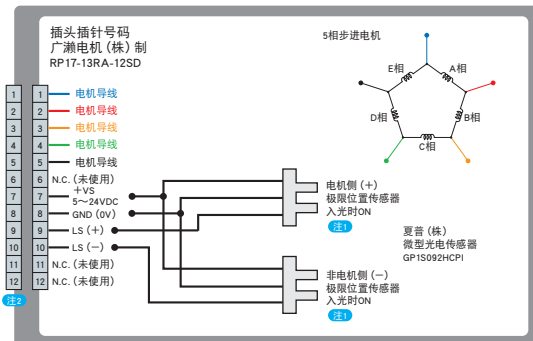 插头插针号码
广濑电机（株）制
RP17-13RA-12SD
5相步进电机
E相
A相
D相
B相
C相
1 1 电机导线
2 2 电机导线
3 3 电机导线
4 4 电机导线
5 5 电机导线
6 6 N.C.（未使用）
7 7 ＋VS
5～24VDC
8 8 GND（0V）
9 9 LS（＋）
10 10 LS（－）
11 11 N.C.（未使用）
12 12 N.C.（未使用）
注2
电机侧（＋）
极限位置传感器
入光时ON
注1
夏普（株）
微型光电传感器
GP1S092HCPI
非电机侧（－）
极限位置传感器
入光时ON
注1